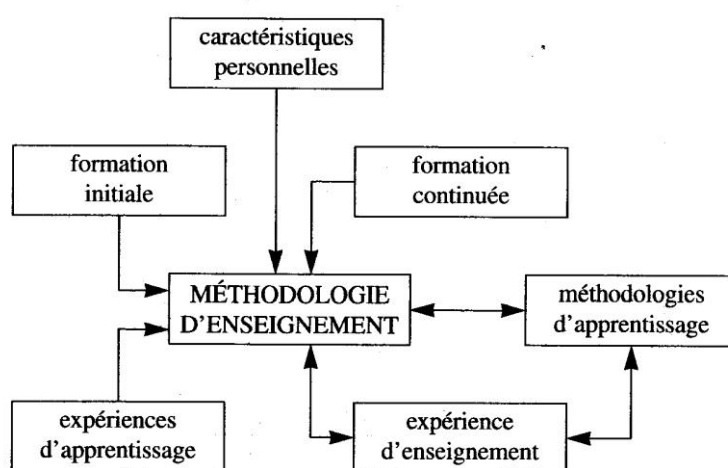 caractéristiques
personnelles
formation
initiale
formation
continuée
MÉTHODOLOGIE
D'ENSEIGNEMENT
méthodologies
d'apprentissage
expériences
d'apprentissage
expérience
d'enseignement